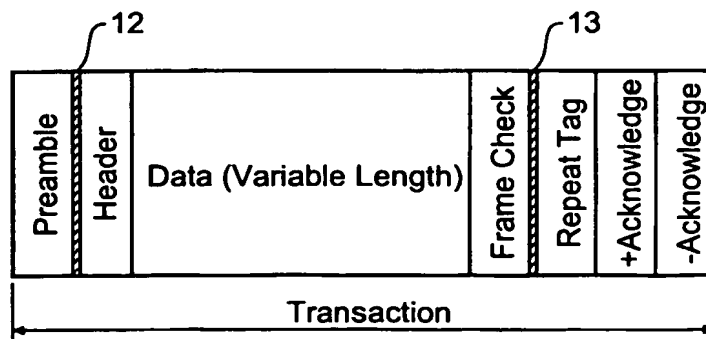 12
13
Preamble
Header
Data (Variable Length)
Frame Check
Repeat Tag
+Acknowledge
-Acknowledge
Transaction